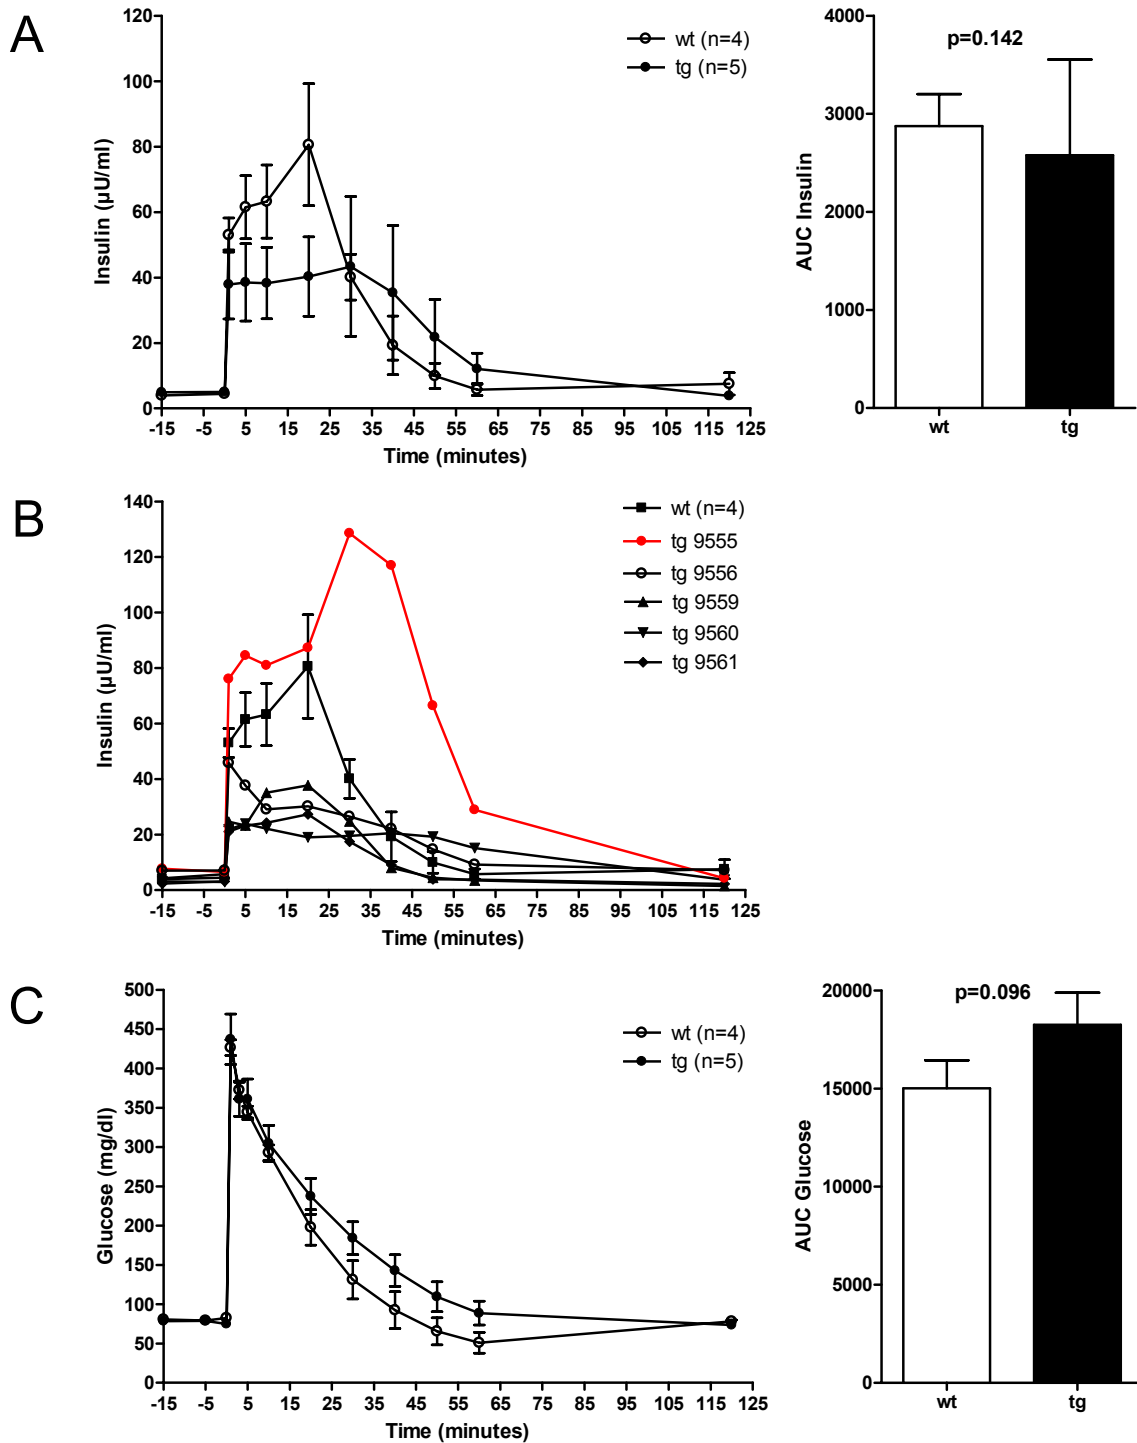 A
120
100
80
60
40
20
0
Insulin (µU/ml)
-15 -5 5 15 25 35 45 55 65 75 85 95 105 115 125
Time (minutes)
wt (n=4)
tg (n=5)
4000
3000
2000
1000
0
AUC Insulin
p=0.142
wt tg
B
140
120
100
80
60
40
20
0
Insulin (µU/ml)
-15 -5 5 15 25 35 45 55 65 75 85 95 105 115 125
Time (minutes)
wt (n=4)
tg 9555
tg 9556
tg 9559
tg 9560
tg 9561
C
500
450
400
350
300
250
200
150
100
50
0
Glucose (mg/dl)
-15 -5 5 15 25 35 45 55 65 75 85 95 105 115 125
Time (minutes)
wt (n=4)
tg (n=5)
20000
15000
10000
5000
0
AUC Glucose
p=0.096
wt tg